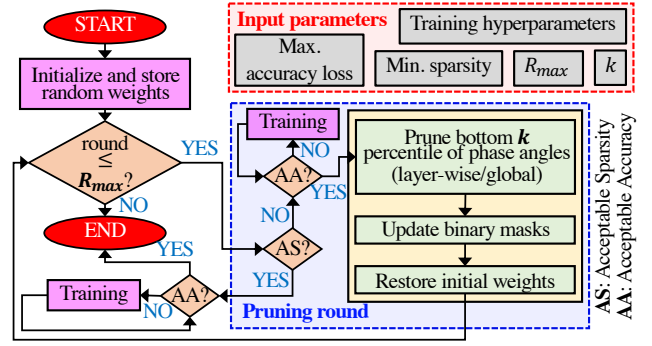 START
Input parameters
Training hyperparameters
Max.
accuracy loss
Min. sparsity
R_max
k
Initialize and store
random weights
round
≤
R_max?
YES
NO
END
Training
NO
AA?
YES
NO
AS?
YES
Prune bottom k
percentile of phase angles
(layer-wise/global)
Update binary masks
Restore initial weights
YES
AA?
NO
Training
Pruning round
AS: Acceptable Sparsity
AA: Acceptable Accuracy